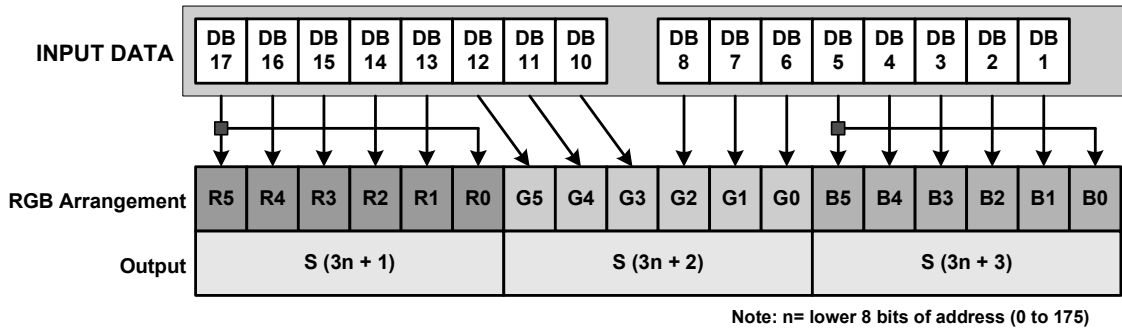 INPUT DATA
DB 17 DB 16 DB 15 DB 14 DB 13 DB 12 DB 11 DB 10 DB 8 DB 7 DB 6 DB 5 DB 4 DB 3 DB 2 DB 1
RGB Arrangement R5 R4 R3 R2 R1 R0 G5 G4 G3 G2 G1 G0 B5 B4 B3 B2 B1 B0
Output S (3n + 1) S (3n + 2) S (3n + 3)
Note: n= lower 8 bits of address (0 to 175)